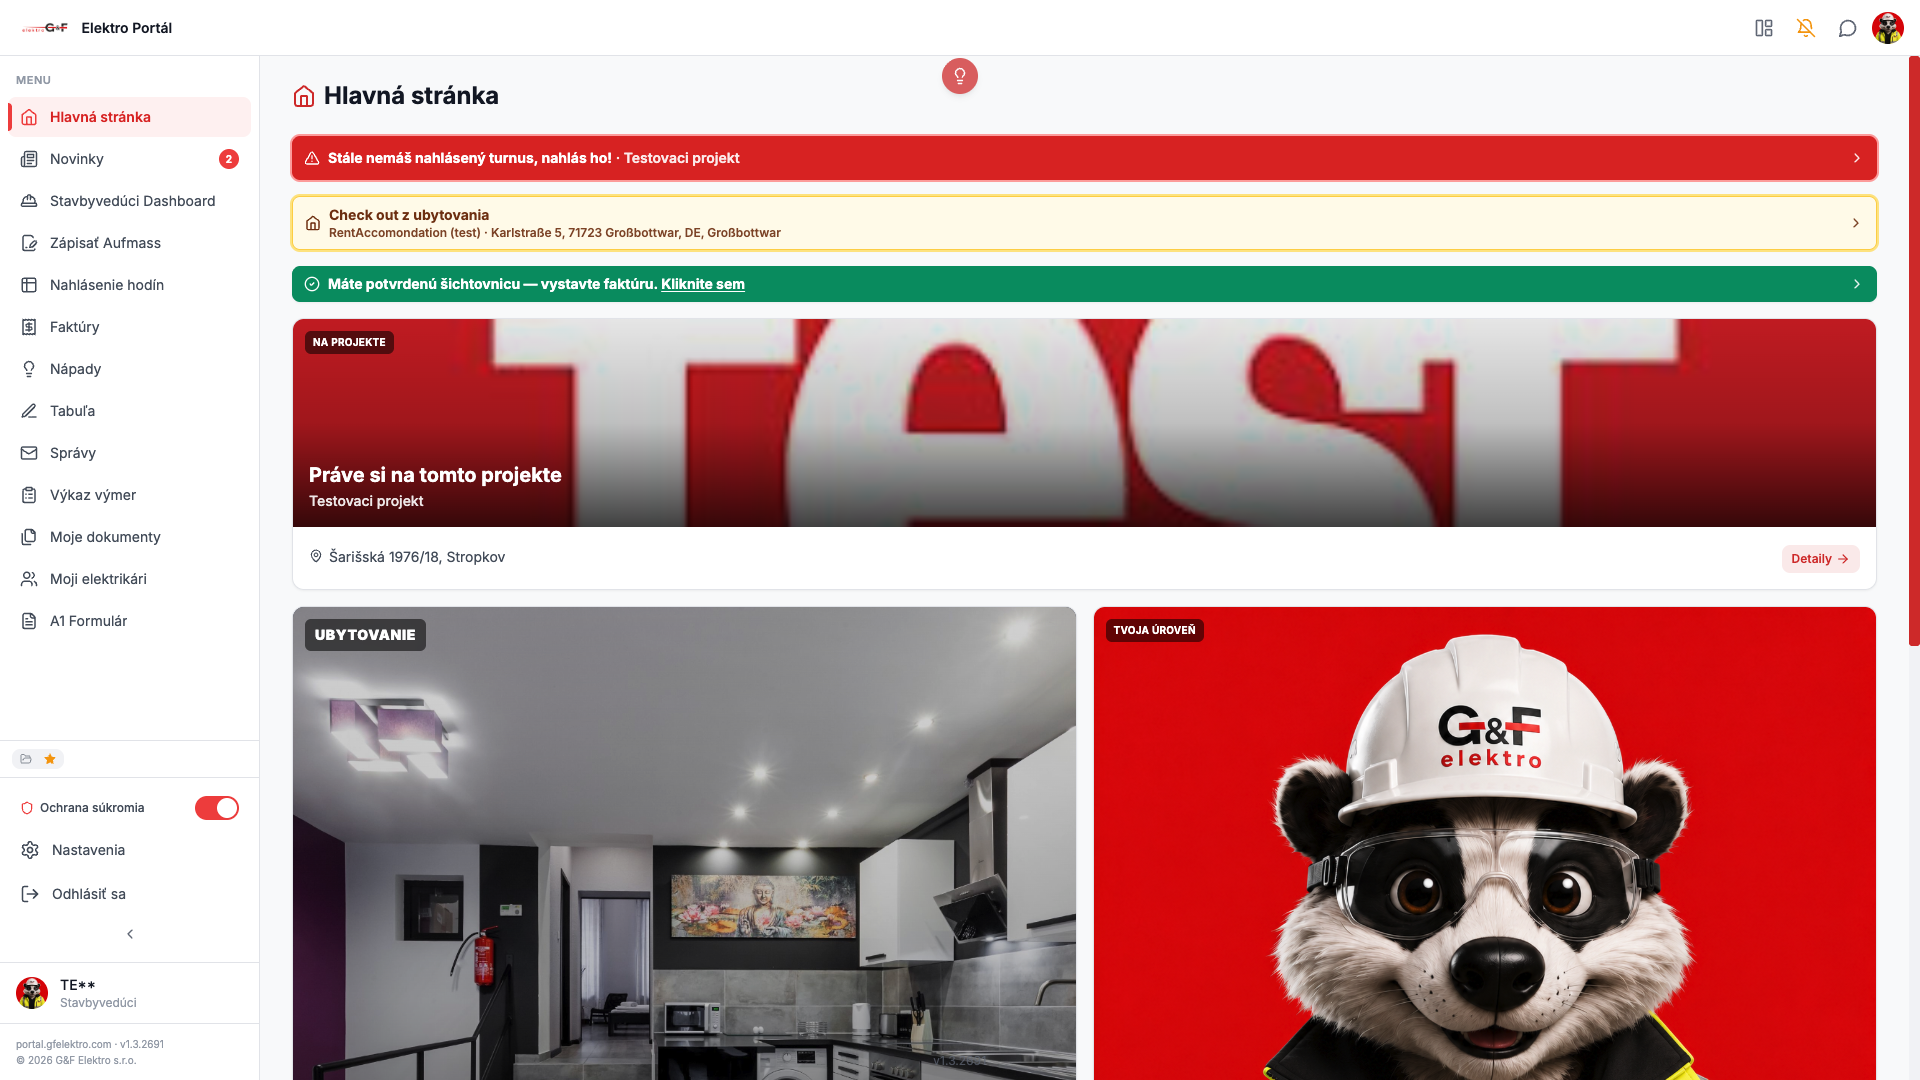 G&F elektro
Elektro Portál
MENU
Hlavná stránka
Novinky
2
Stavbyvedúci Dashboard
Zápisať Aufmass
Nahlásenie hodín
Faktúry
Nápady
Tabuľa
Správy
Výkaz výmer
Moje dokumenty
Moji elektrikári
A1 Formulár
Ochrana súkromia
Nastavenia
Odhlásiť sa
TE**
Stavbyvedúci
portal.gfelektro.com · v1.3.2691
© 2026 G&F Elektro s.r.o.
Hlavná stránka
Stále nemáš nahlásený turnus, nahlás ho! · Testovaci projekt
Check out z ubytovania
RentAccomondation (test) · Karlstraße 5, 71723 Großbottwar, DE, Großbottwar
Máte potvrdenú šichtovnicu — vystavte faktúru. Kliknite sem
NA PROJEKTE
Test
Práve si na tomto projekte
Testovaci projekt
Šarišská 1976/18, Stropkov
Detaily
UBYTOVANIE
TVOJA ÚROVEŇ
G&F
elektro